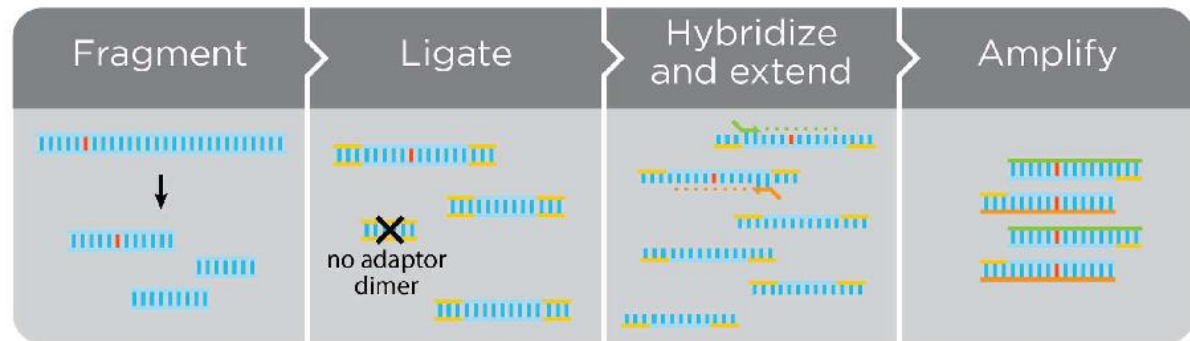 Fragment
Ligate
Hybridize
and extend
Amplify
no adaptor
dimer